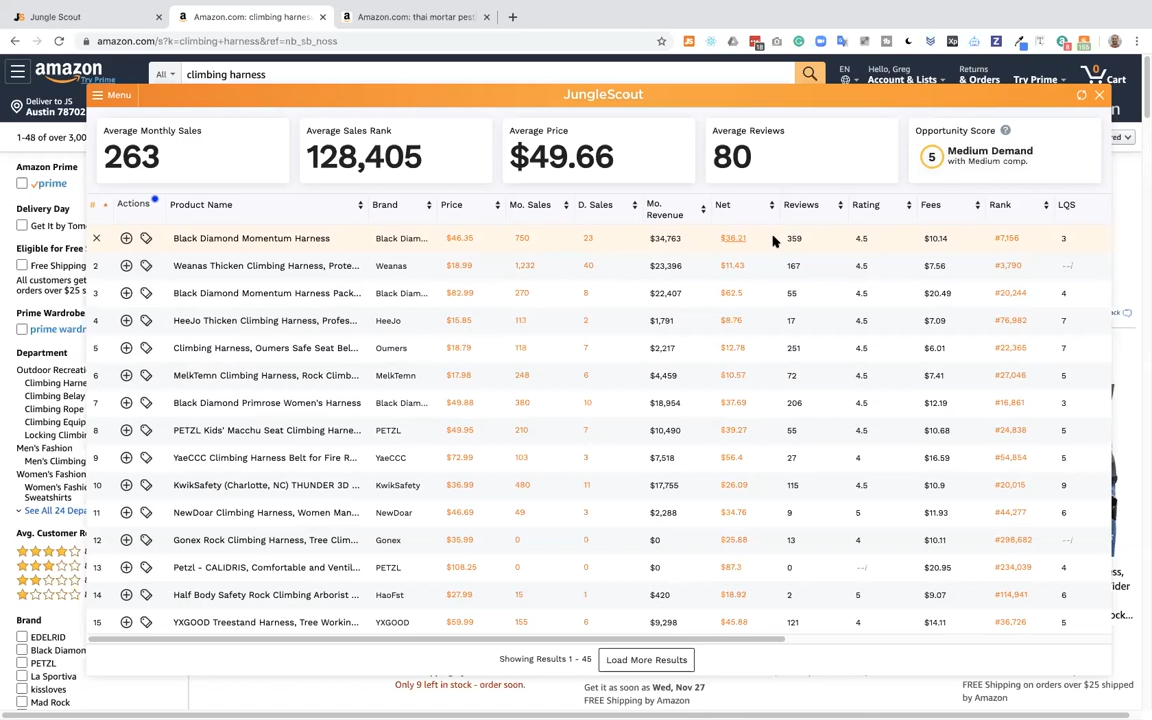 Jungle Scout
Amazon.com: climbing harnes
Amazon.com: thai mortar pest
amazon.com/s?k=climbing+harness&ref=nb_sb_noss
amazon
Try Prime
All climbing harness
EN
Hello, Greg
Account & Lists
Returns
& Orders
Try Prime
0
Cart
Deliver to JS
Austin 78702
Menu
JungleScout
1-48 of over 3,00
Average Monthly Sales
263
Average Sales Rank
128,405
Average Price
$49.66
Average Reviews
80
Opportunity Score
5 Medium Demand
with Medium comp.
# Actions Product Name Brand Price Mo. Sales D. Sales Mo. Revenue Net Reviews Rating Fees Rank LQS
Black Diamond Momentum Harness Black Diam... $46.35 750 23 $34,763 $36.21 359 4.5 $10.14 #7,156 3
2 Weanas Thicken Climbing Harness, Prote... Weanas $18.99 1,232 40 $23,396 $11.43 167 4.5 $7.56 #3,790 --/
3 Black Diamond Momentum Harness Pack... Black Diam... $82.99 270 8 $22,407 $62.5 55 4.5 $20.49 #20,244 4
4 HeeJo Thicken Climbing Harness, Profes... HeeJo $15.85 113 2 $1,791 $8.76 17 4.5 $7.09 #76,982 7
5 Climbing Harness, Oumers Safe Seat Bel... Oumers $18.79 118 7 $2,217 $12.78 251 4.5 $6.01 #22,365 7
6 MelkTemn Climbing Harness, Rock Climb... MelkTemn $17.98 248 6 $4,459 $10.57 72 4.5 $7.41 #27,046 5
7 Black Diamond Primrose Women's Harness Black Diam... $49.88 380 10 $18,954 $37.69 206 4.5 $12.19 #16,861 3
8 PETZL Kids' Macchu Seat Climbing Harne... PETZL $49.95 210 7 $10,490 $39.27 55 4.5 $10.68 #24,838 5
9 YaeCCC Climbing Harness Belt for Fire R... YaeCCC $72.99 103 3 $7,518 $56.4 27 4 $16.59 #54,854 5
10 KwikSafety (Charlotte, NC) THUNDER 3D ... KwikSafety $36.99 480 11 $17,755 $26.09 115 4.5 $10.9 #20,015 9
11 NewDoar Climbing Harness, Women Man... NewDoar $46.69 49 3 $2,288 $34.76 9 5 $11.93 #44,277 6
12 Gonex Rock Climbing Harness, Tree Clim... Gonex $35.99 0 0 $0 $25.88 13 4 $10.11 #298,682 --/
13 Petzl - CALIDRIS, Comfortable and Ventil... PETZL $108.25 0 0 $0 $87.3 0 --/ $20.95 #234,039 4
14 Half Body Safety Rock Climbing Arborist ... HaoFst $27.99 15 1 $420 $18.92 2 5 $9.07 #114,941 6
15 YXGOOD Treestand Harness, Tree Workin... YXGOOD $59.99 155 6 $9,298 $45.88 121 4 $14.11 #36,726 5
Showing Results 1 - 45 Load More Results
Amazon Prime
prime
Delivery Day
Get It by Tom
Eligible for Free
Free Shipping
All customers get
orders over $25 s
Prime Wardrobe
prime wardr
Department
Outdoor Recreati
Climbing Harne
Climbing Belay
Climbing Rope
Climbing Equip
Locking Climbin
Men's Fashion
Men's Climbing
Women's Fashion
Women's Fashi
Sweatshirts
See All 24 Depa
Avg. Customer Re
Brand
EDELRID
Black Diamon
PETZL
La Sportiva
kissloves
Mad Rock
Only 9 left in stock - order soon.
Get it as soon as Wed, Nov 27
FREE Shipping by Amazon
FREE Shipping on orders over $25 shipped
by Amazon